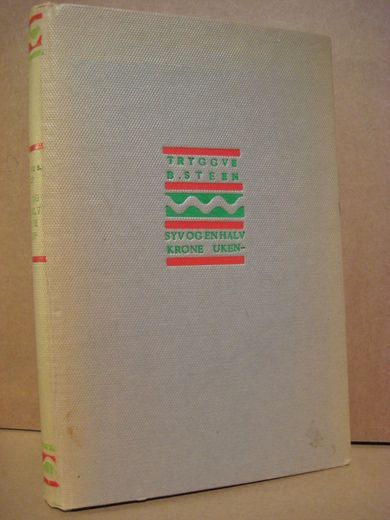 TRYGGVE
B. STEEN
SYV OG EN HALV
KRONE UKEN-